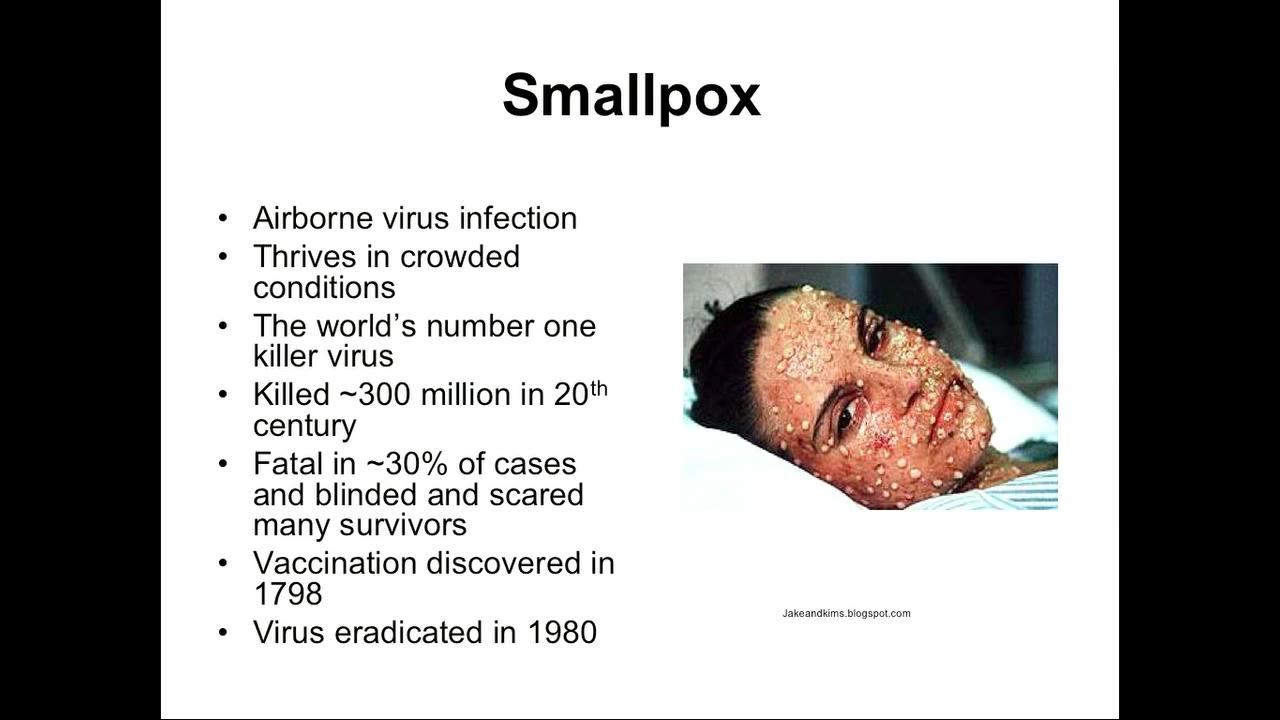 Smallpox
• Airborne virus infection
• Thrives in crowded
conditions
• The world’s number one
killer virus
• Killed ~300 million in 20th
century
• Fatal in ~30% of cases
and blinded and scared
many survivors
• Vaccination discovered in
1798
• Virus eradicated in 1980
Jakeandkims.blogspot.com